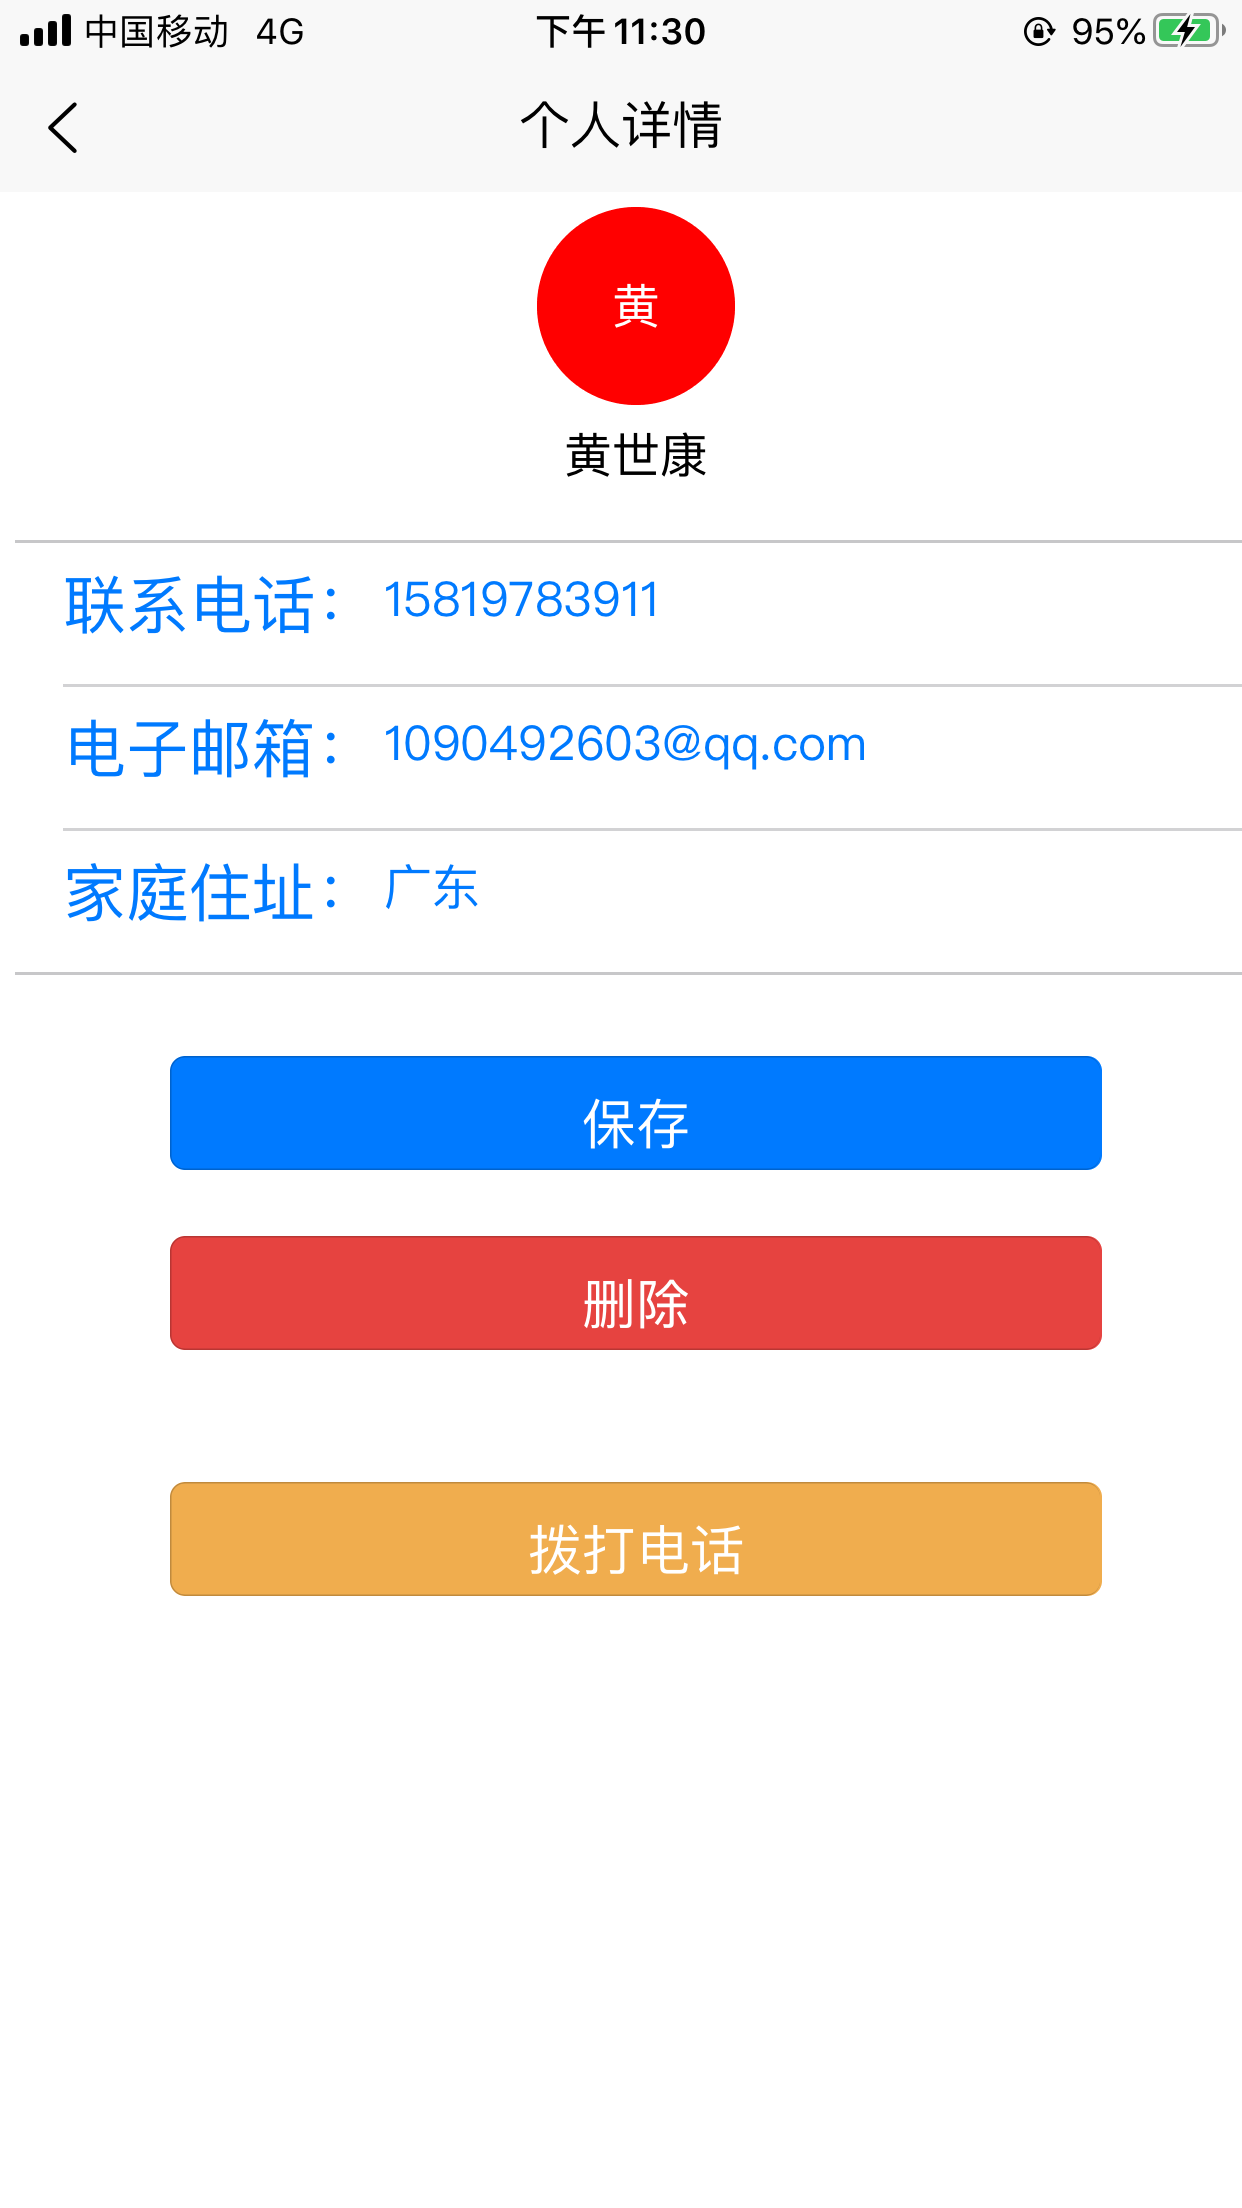 中国移动 4G 下午 11:30 95%
个人详情
黄
黄世康
联系电话： 15819783911
电子邮箱： 1090492603@qq.com
家庭住址： 广东
保存
删除
拨打电话